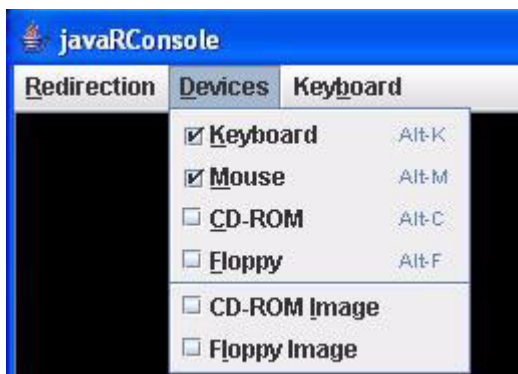 javaRConsole
Redirection Devices Keyboard
Keyboard Alt-K
Mouse Alt-M
CD-ROM Alt-C
Floppy Alt-F
CD-ROM Image
Floppy Image